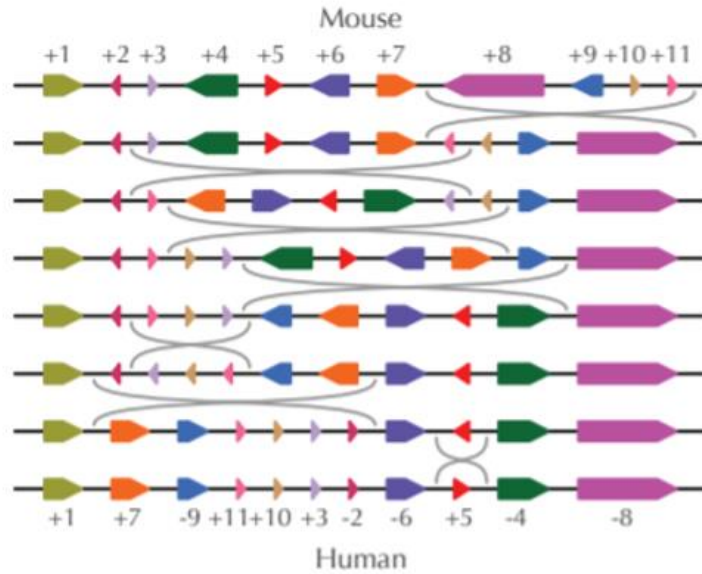 Mouse
+1 +2 +3 +4 +5 +6 +7 +8 +9 +10 +11
+1 +7 -9 +11 +10 +3 -2 -6 +5 -4 -8
Human